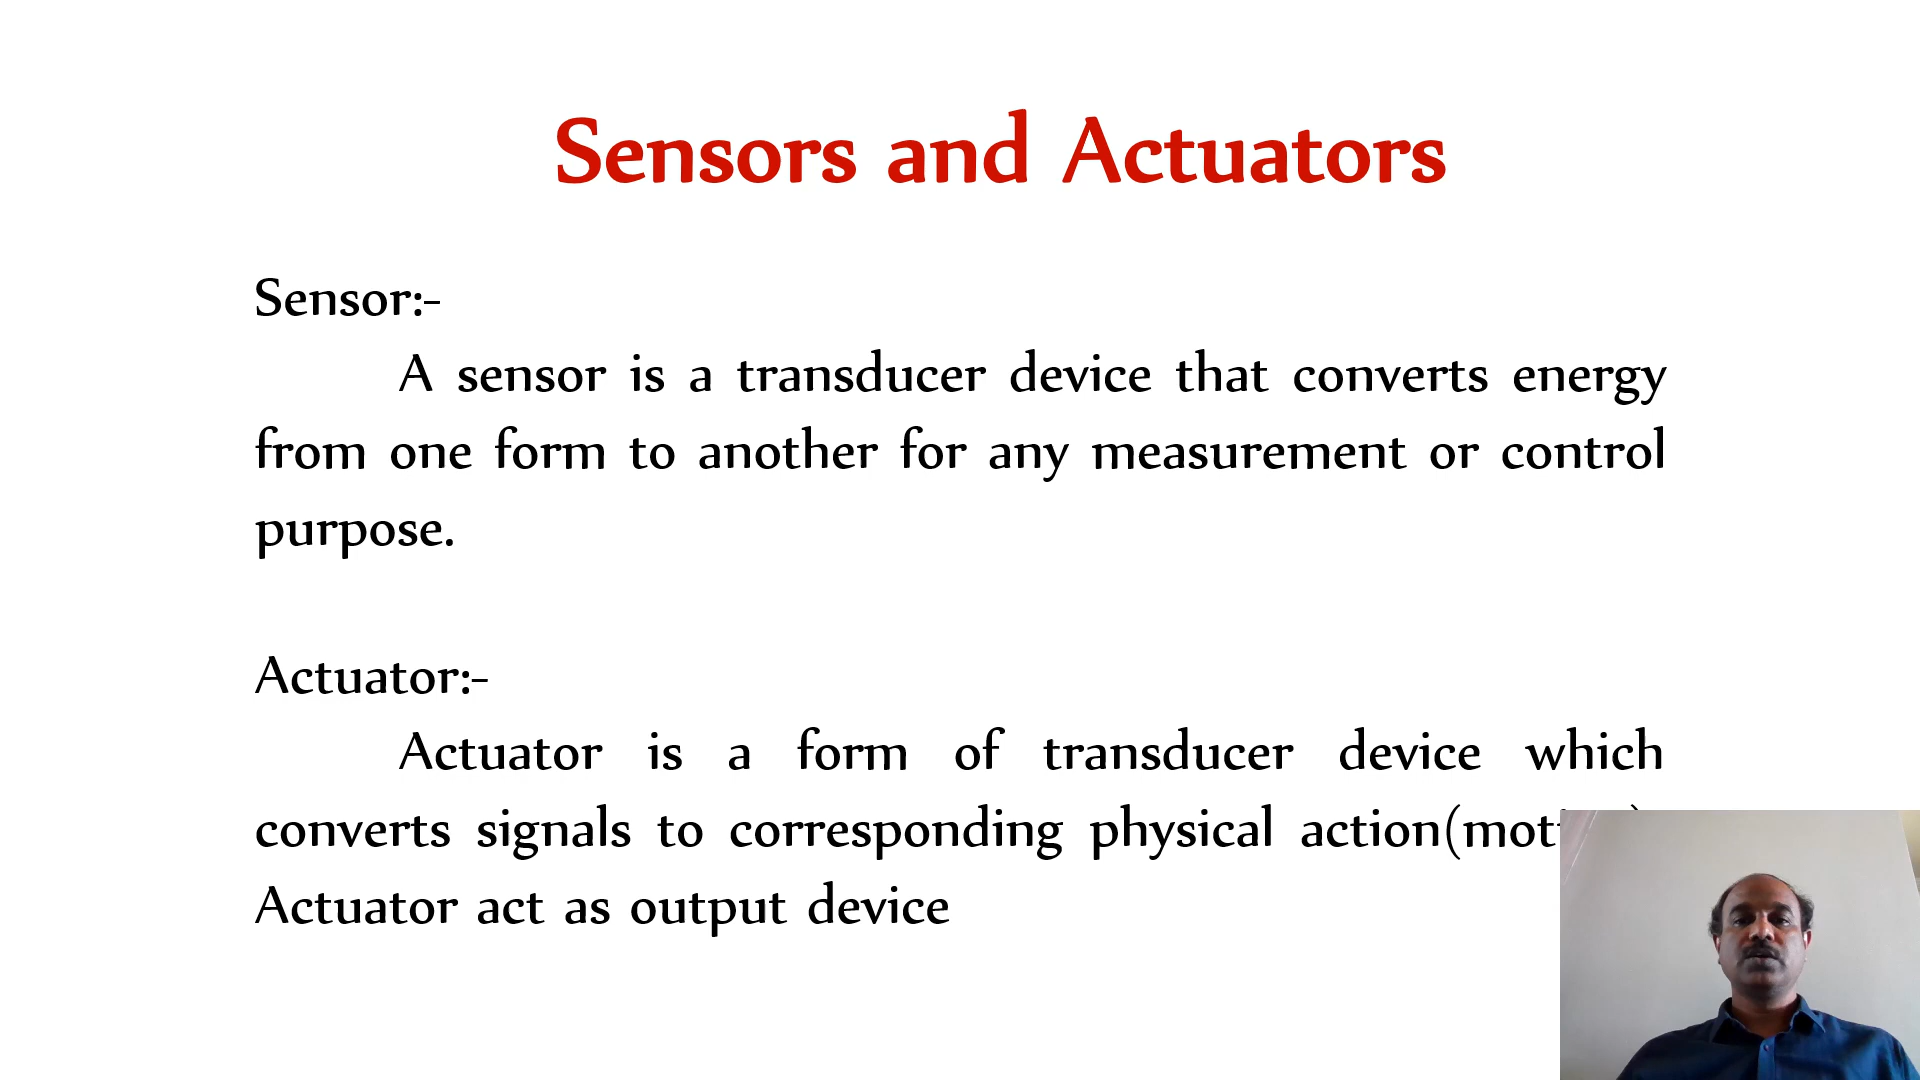 Sensors and Actuators
Sensor:-
A sensor is a transducer device that converts energy
from one form to another for any measurement or control
purpose.
Actuator:-
Actuator is a form of transducer device which
converts signals to corresponding physical
Actuator act as output device